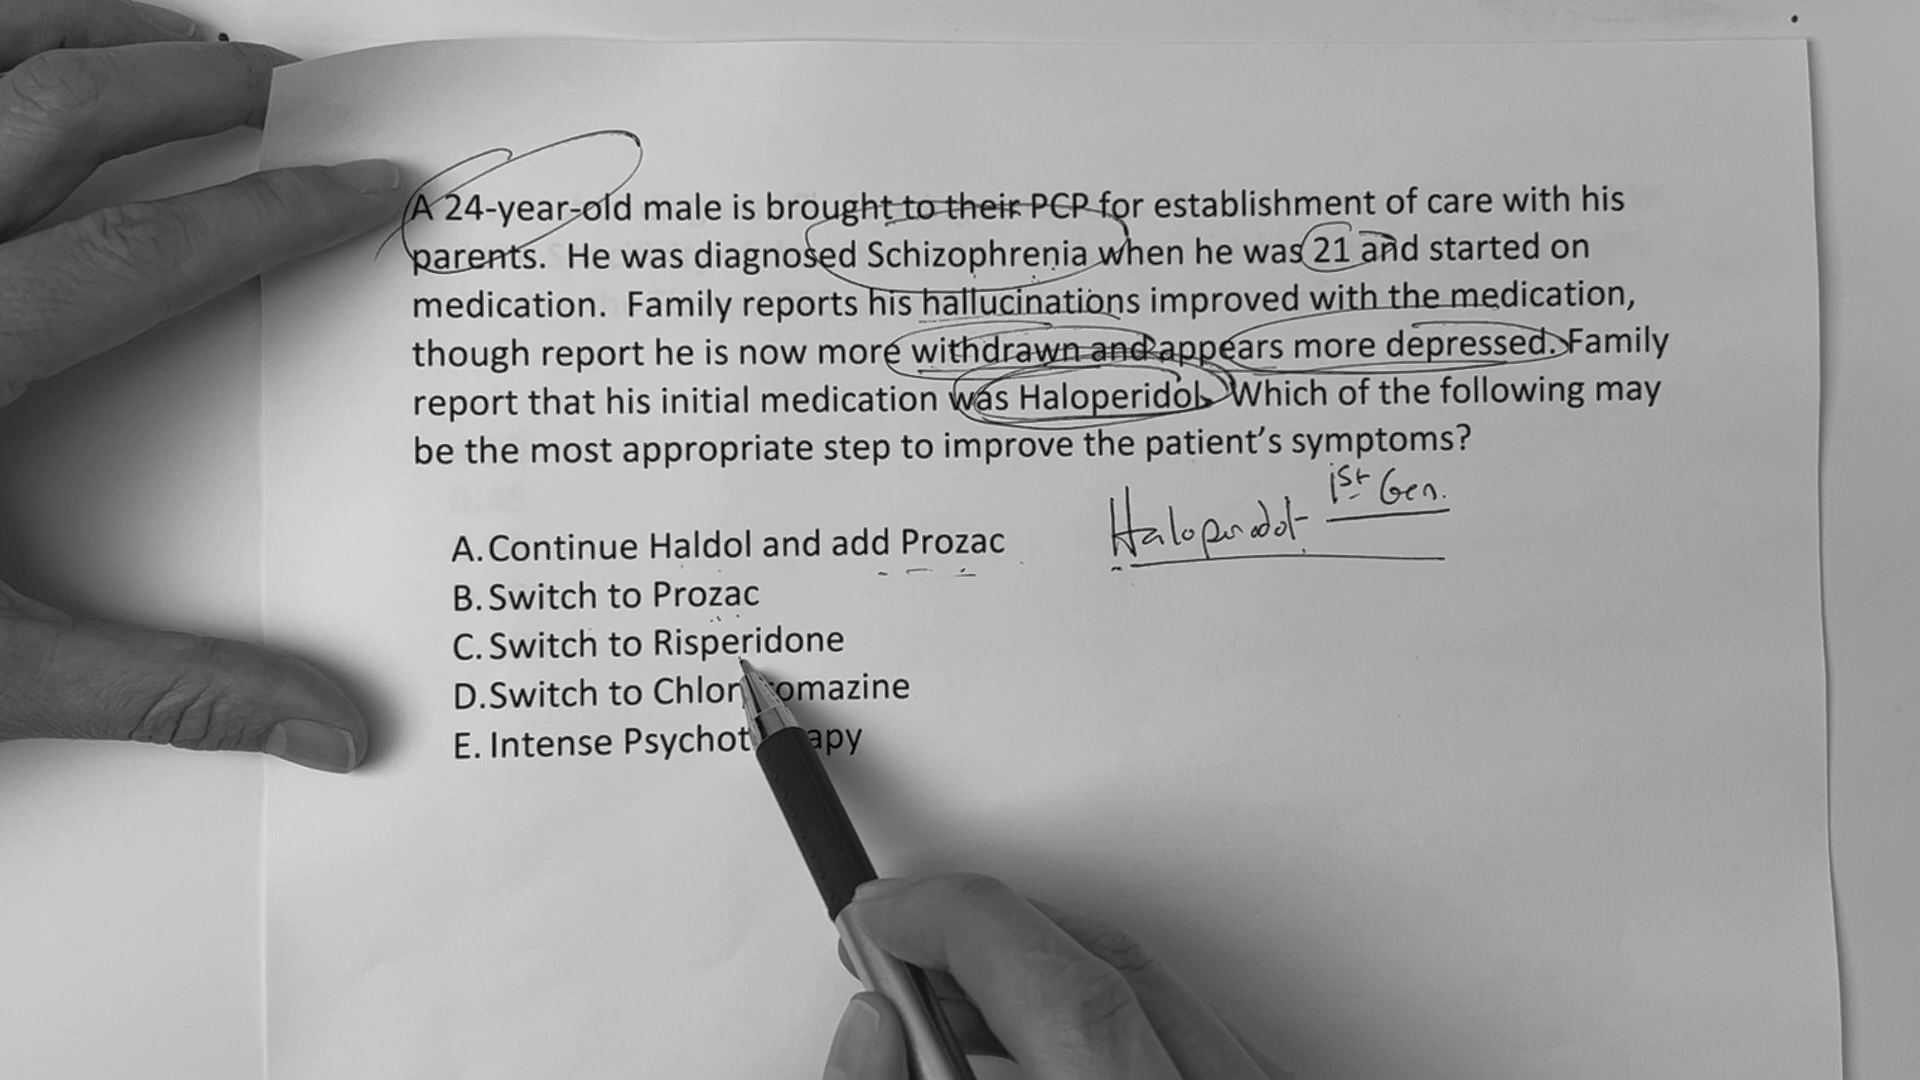 A 24-year-old male is brought to their PCP for establishment of care with his
parents. He was diagnosed Schizophrenia when he was 21 and started on
medication. Family reports his hallucinations improved with the medication,
though report he is now more withdrawn and appears more depressed. Family
report that his initial medication was Haloperidol. Which of the following may
be the most appropriate step to improve the patient's symptoms?
Haloperidol- 1st Gen.
A. Continue Haldol and add Prozac
B. Switch to Prozac
C. Switch to Risperidone
D. Switch to Chlorpromazine
E. Intense Psychotherapy